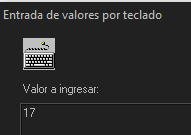 Entrada de valores por teclado
Valor a ingresar:
17